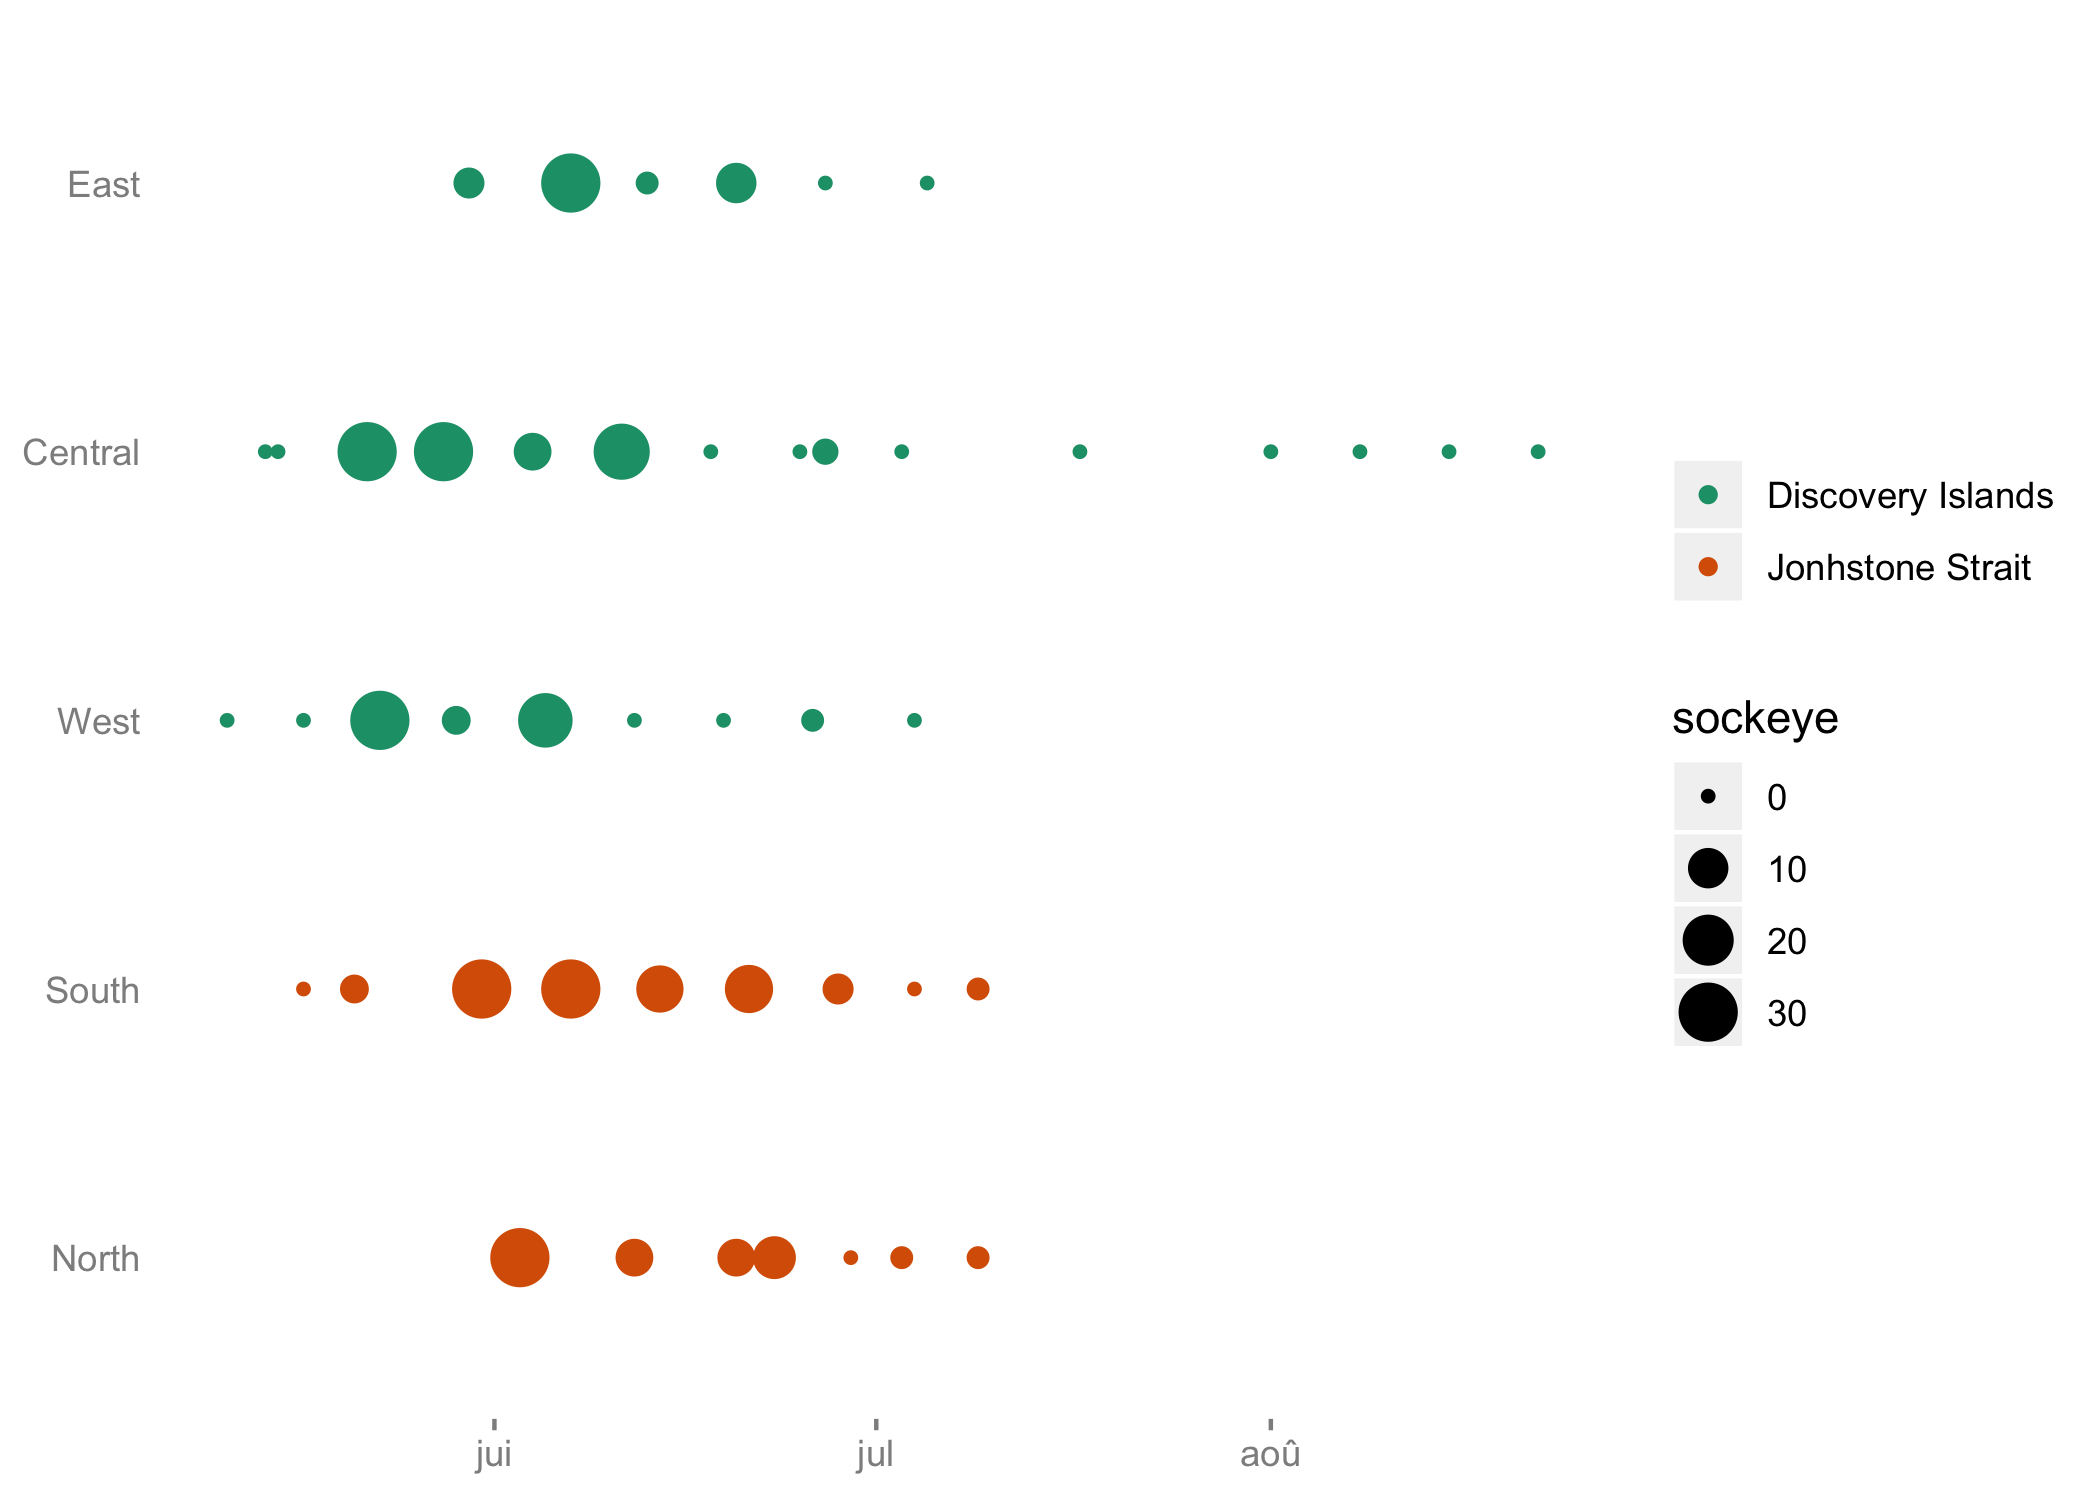 East
Central
West
South
North
jui
jul
aoû
Discovery Islands
Jonhstone Strait
sockeye
0
10
20
30